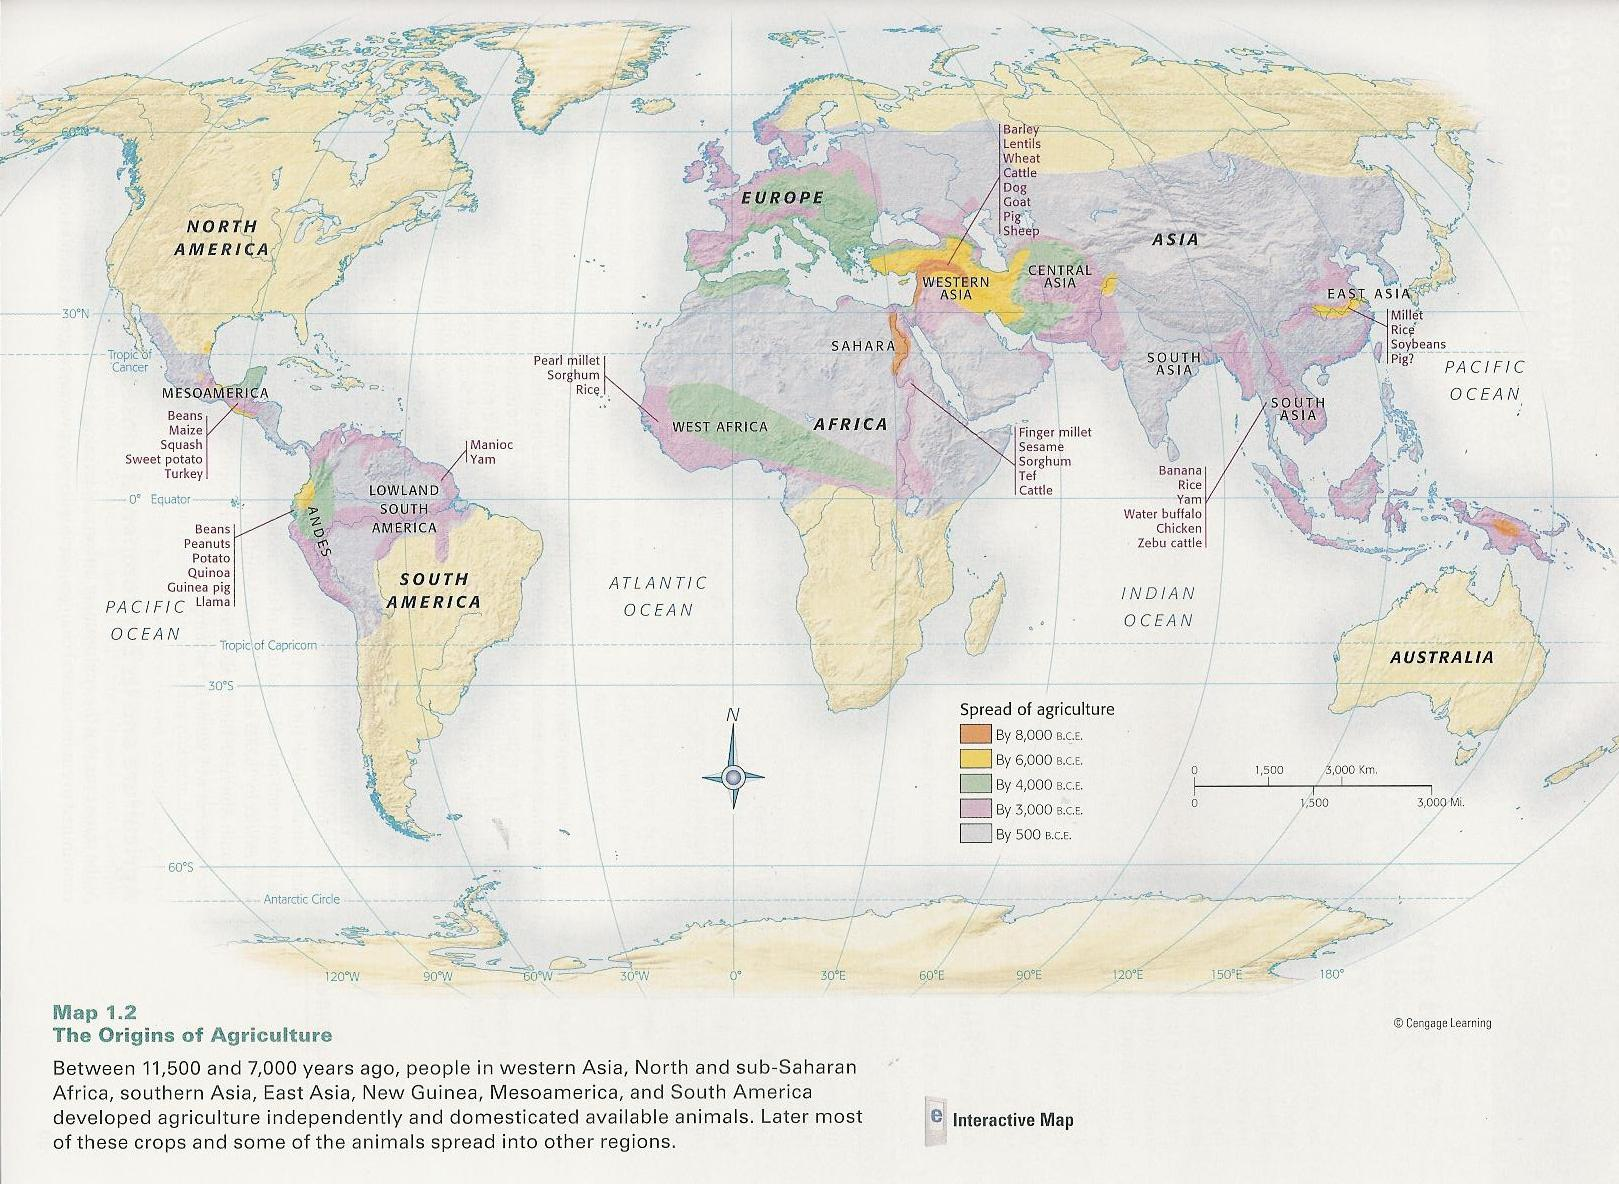 60°N
NORTH
AMERICA
30°N
Tropic of
Cancer
MESOAMERICA
Beans
Maize
Squash
Sweet potato
Turkey
0° Equator
Manioc
Yam
LOWLAND
SOUTH
AMERICA
ANDES
Beans
Peanuts
Potato
Quinoa
Guinea pig
Llama
PACIFIC
OCEAN
SOUTH
AMERICA
Tropic of Capricorn
30°S
ATLANTIC
OCEAN
EUROPE
Barley
Lentils
Wheat
Cattle
Dog
Goat
Pig
Sheep
ASIA
WESTERN
ASIA
CENTRAL
ASIA
EAST ASIA
Millet
Rice
Soybeans
Pig?
PACIFIC
OCEAN
SAHARA
Pearl millet
Sorghum
Rice
WEST AFRICA
AFRICA
Finger millet
Sesame
Sorghum
Tef
Cattle
SOUTH
ASIA
SOUTH
ASIA
Banana
Rice
Yam
Water buffalo
Chicken
Zebu cattle
INDIAN
OCEAN
AUSTRALIA
N
Spread of agriculture
By 8,000 B.C.E.
By 6,000 B.C.E.
By 4,000 B.C.E.
By 3,000 B.C.E.
By 500 B.C.E.
0 1,500 3,000 Km.
0 1,500 3,000 Mi.
60°S
Antarctic Circle
120°W 90°W 60°W 30°W 0° 30°E 60°E 90°E 120°E 150°E 180°
Map 1.2
The Origins of Agriculture
Between 11,500 and 7,000 years ago, people in western Asia, North and sub-Saharan
Africa, southern Asia, East Asia, New Guinea, Mesoamerica, and South America
developed agriculture independently and domesticated available animals. Later most
of these crops and some of the animals spread into other regions.
© Cengage Learning
e Interactive Map